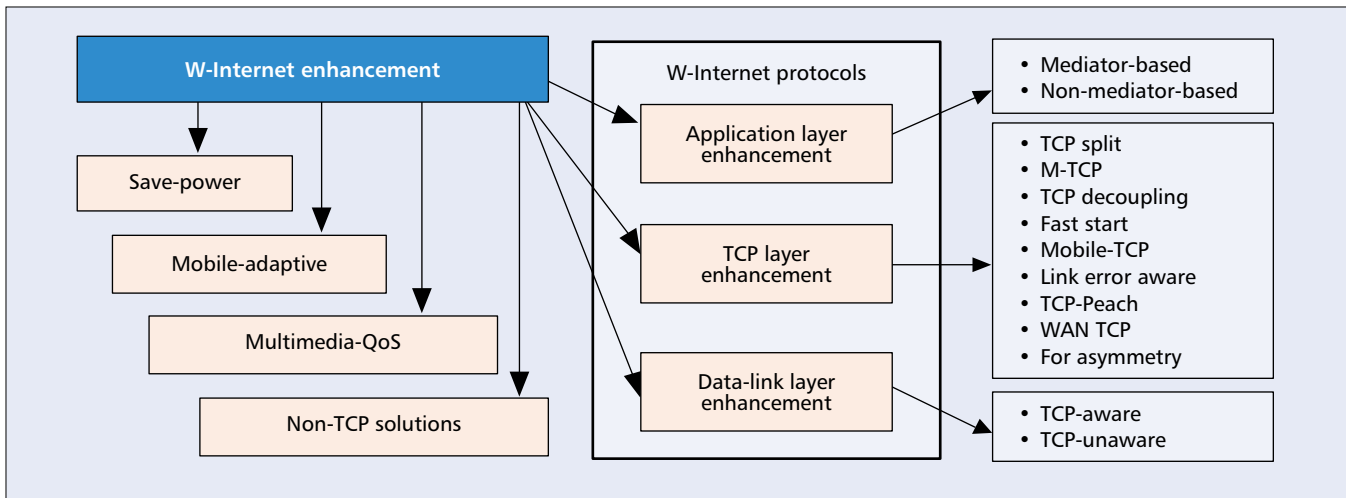 W-Internet enhancement
Save-power
Mobile-adaptive
Multimedia-QoS
Non-TCP solutions
W-Internet protocols
Application layer
enhancement
TCP layer
enhancement
Data-link layer
enhancement
• Mediator-based
• Non-mediator-based
• TCP split
• M-TCP
• TCP decoupling
• Fast start
• Mobile-TCP
• Link error aware
• TCP-Peach
• WAN TCP
• For asymmetry
• TCP-aware
• TCP-unaware